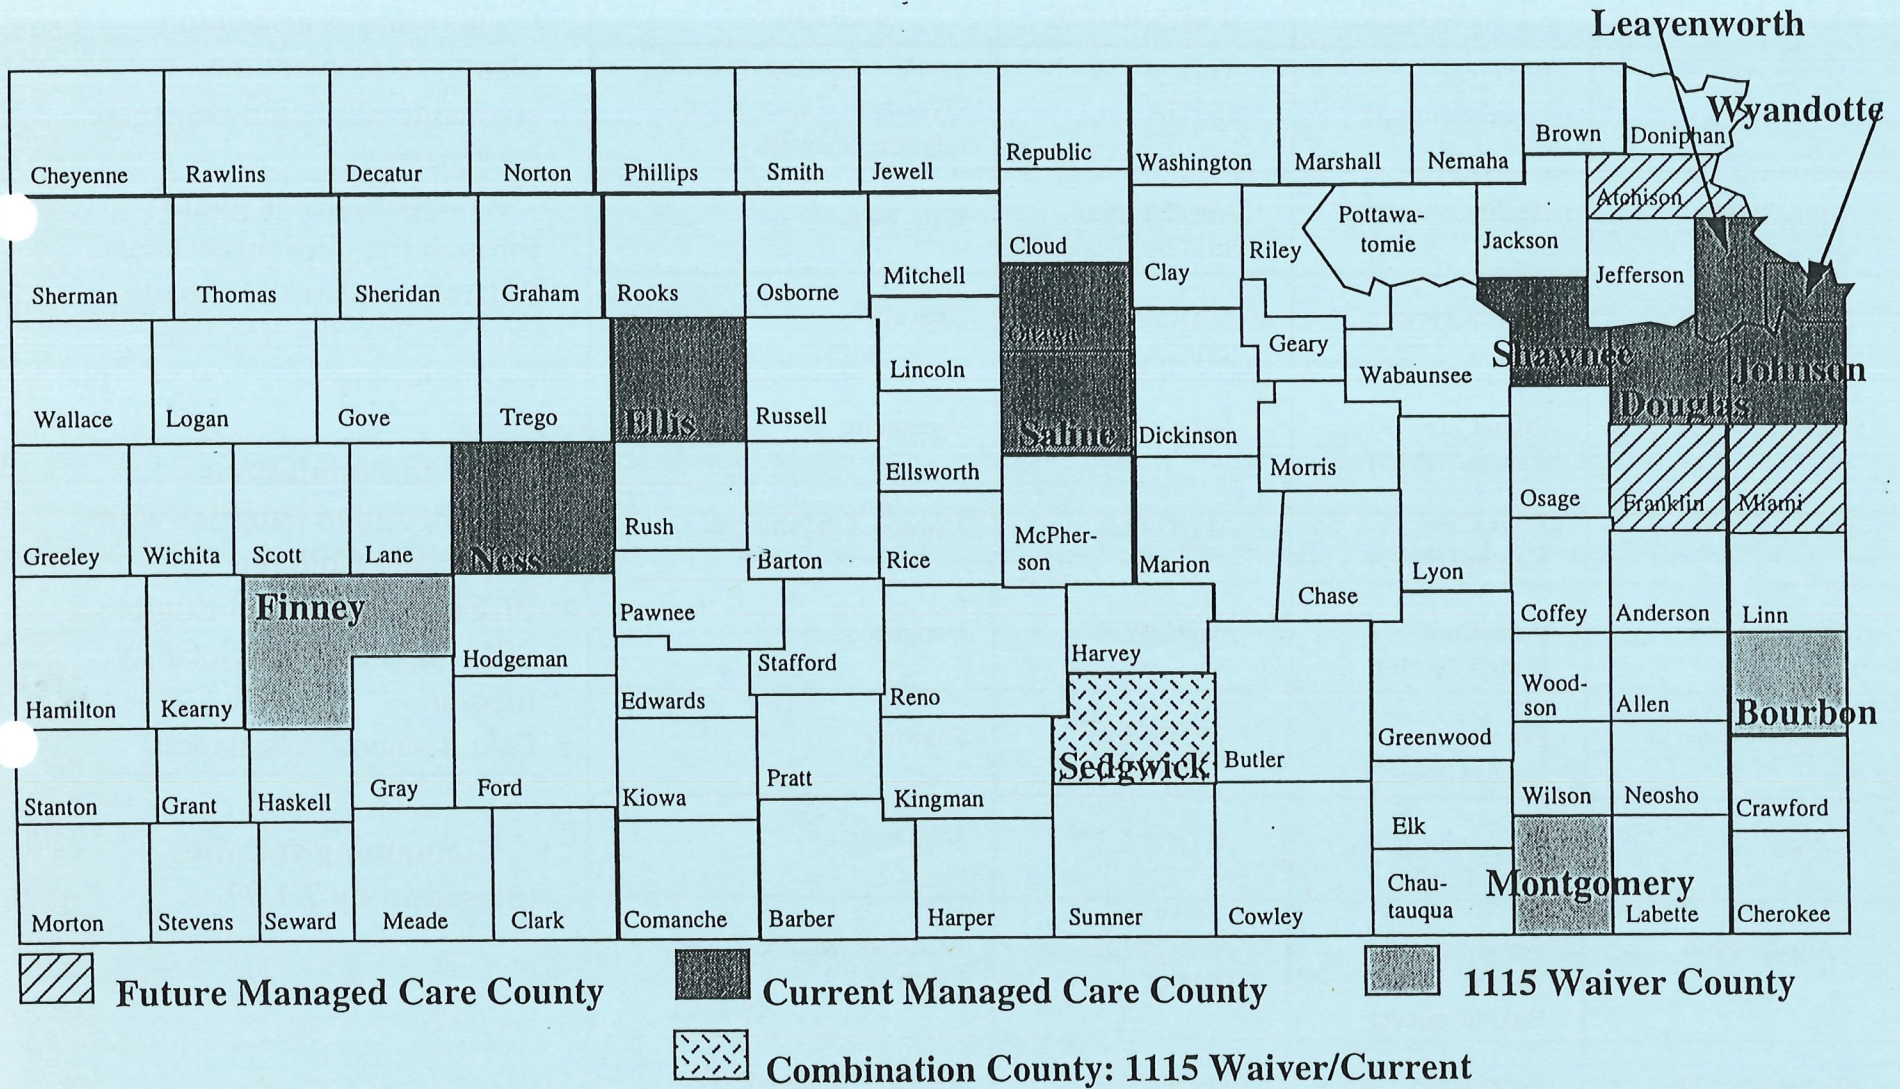 Leavenworth
Wyandotte
Brown Doniphan
Republic
Washington Marshall Nemaha
Cheyenne Rawlins Decatur Norton Phillips Smith Jewell
Atchison
Pottawa-
tomie
Cloud Riley Jackson
Mitchell Clay Jefferson
Sherman Thomas Sheridan Graham Rooks Osborne
Ottawa
Geary Shawnee
Lincoln Wabaunsee Johnson
Wallace Logan Gove Trego Ellis Russell Douglas
Saline Dickinson
Ellsworth Morris
Osage Franklin Miami
Rush
McPher-
son
Greeley Wichita Scott Lane Ness Barton Rice Marion Lyon
Chase
Finney Pawnee Coffey Anderson Linn
Hodgeman Stafford Harvey
Wood-
son
Hamilton Kearny Edwards Reno Allen Bourbon
Greenwood
Sedgwick Butler
Gray Ford Pratt
Stanton Grant Haskell Kiowa Kingman Wilson Neosho Crawford
Elk
Chau-
tauqua
Montgomery
Morton Stevens Seward Meade Clark Comanche Barber Harper Sumner Cowley Labette Cherokee
Future Managed Care County
Current Managed Care County
1115 Waiver County
Combination County: 1115 Waiver/Current